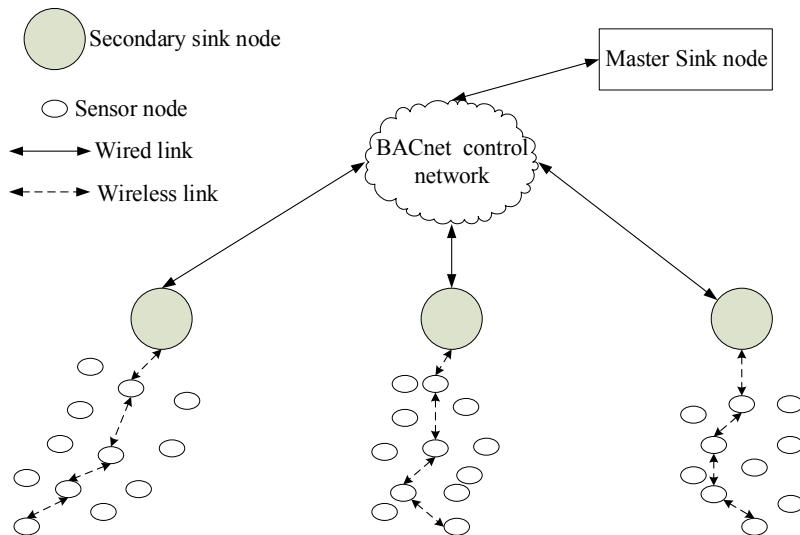 Secondary sink node
Master Sink node
Sensor node
Wired link
Wireless link
BACnet control
network